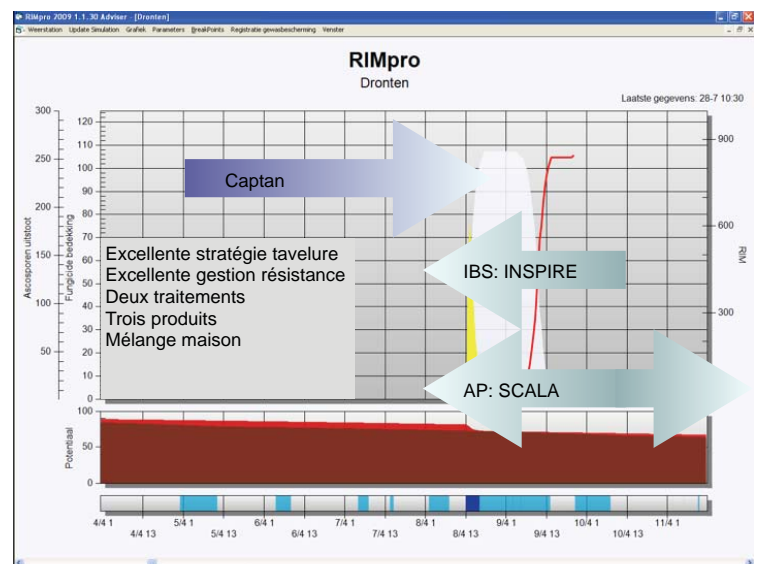 RIMpro 2009 1.1.30 Adviser - [Dronten]
Weerstation Update Simulation Grafiek Parameters BreakPoints Registratie gewasbescherming Venster
RIMpro
Dronten
Laatste gegevens: 28-7 10:30
300
250
200
150
100
50
Ascosporen uitstoot
120
110
100
90
80
70
60
50
40
30
20
10
0
Fungicide bedekking
900
600
300
RIM
Captan
Excellente stratégie tavelure
Excellente gestion résistance
Deux traitements
Trois produits
Mélange maison
IBS: INSPIRE
AP: SCALA
100
50
0
Potentiaal
4/4 1 5/4 1 6/4 1 7/4 1 8/4 1 9/4 1 10/4 1 11/4 1
4/4 13 5/4 13 6/4 13 7/4 13 8/4 13 9/4 13 10/4 13